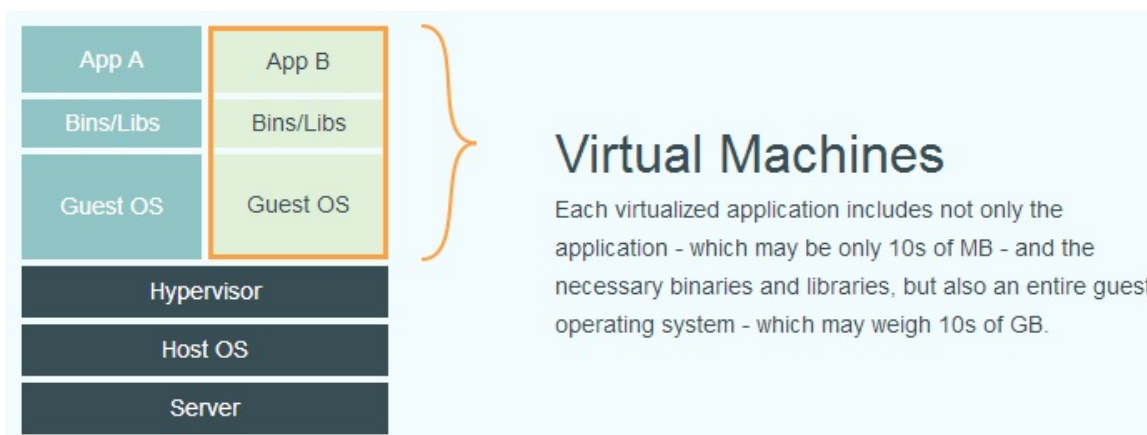 App A
App B
Bins/Libs
Bins/Libs
Guest OS
Guest OS
Hypervisor
Host OS
Server
Virtual Machines
Each virtualized application includes not only the
application - which may be only 10s of MB - and the
necessary binaries and libraries, but also an entire guest
operating system - which may weigh 10s of GB.